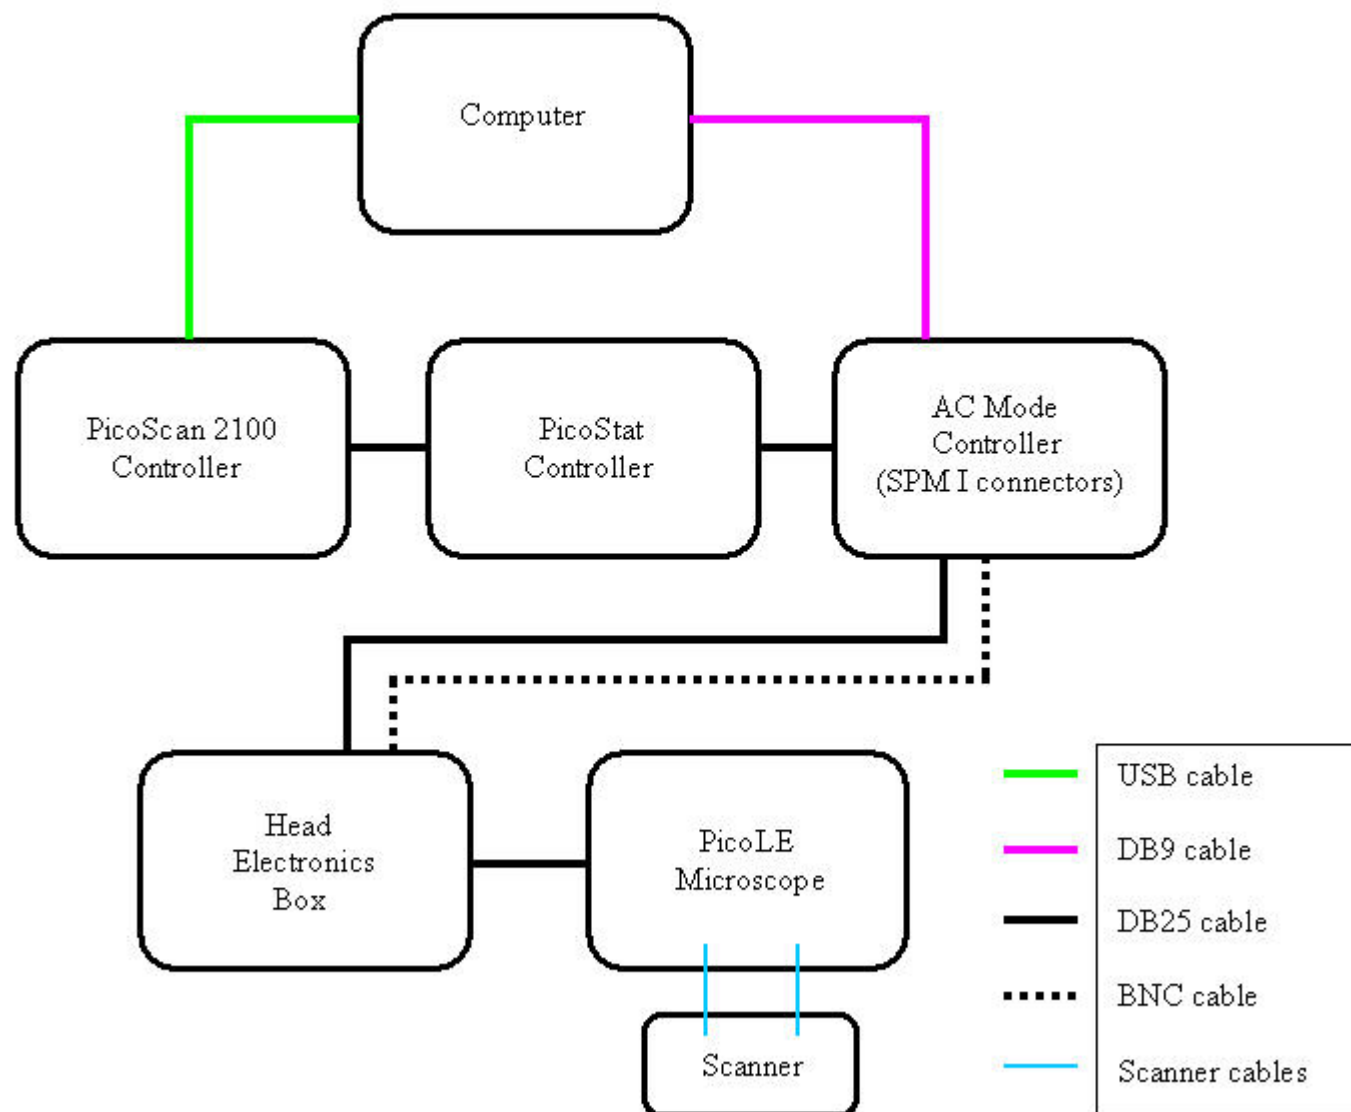 Computer
PicoScan 2100
Controller
PicoStat
Controller
AC Mode
Controller
(SPM I connectors)
Head
Electronics
Box
PicoLE
Microscope
Scanner
USB cable
DB9 cable
DB25 cable
BNC cable
Scanner cables